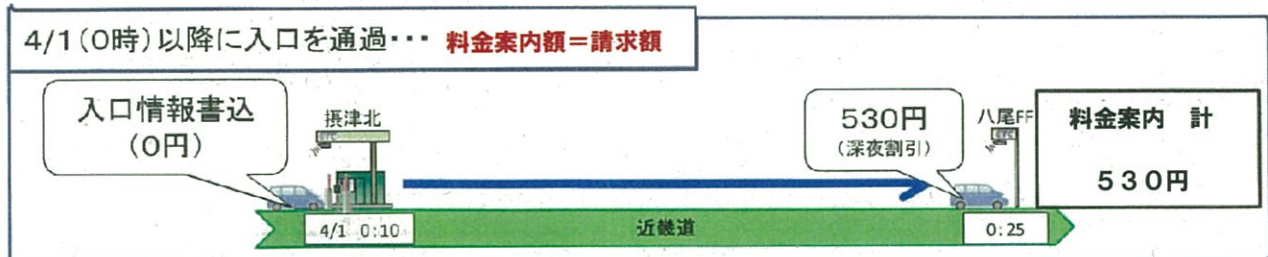 4/1(0時)以降に入口を通過・・・ 料金案内額=請求額
入口情報書込
(0円)
摂津北
530円
(深夜割引)
八尾FF
料金案内 計
530円
4/1 0:10
近畿道
0:25